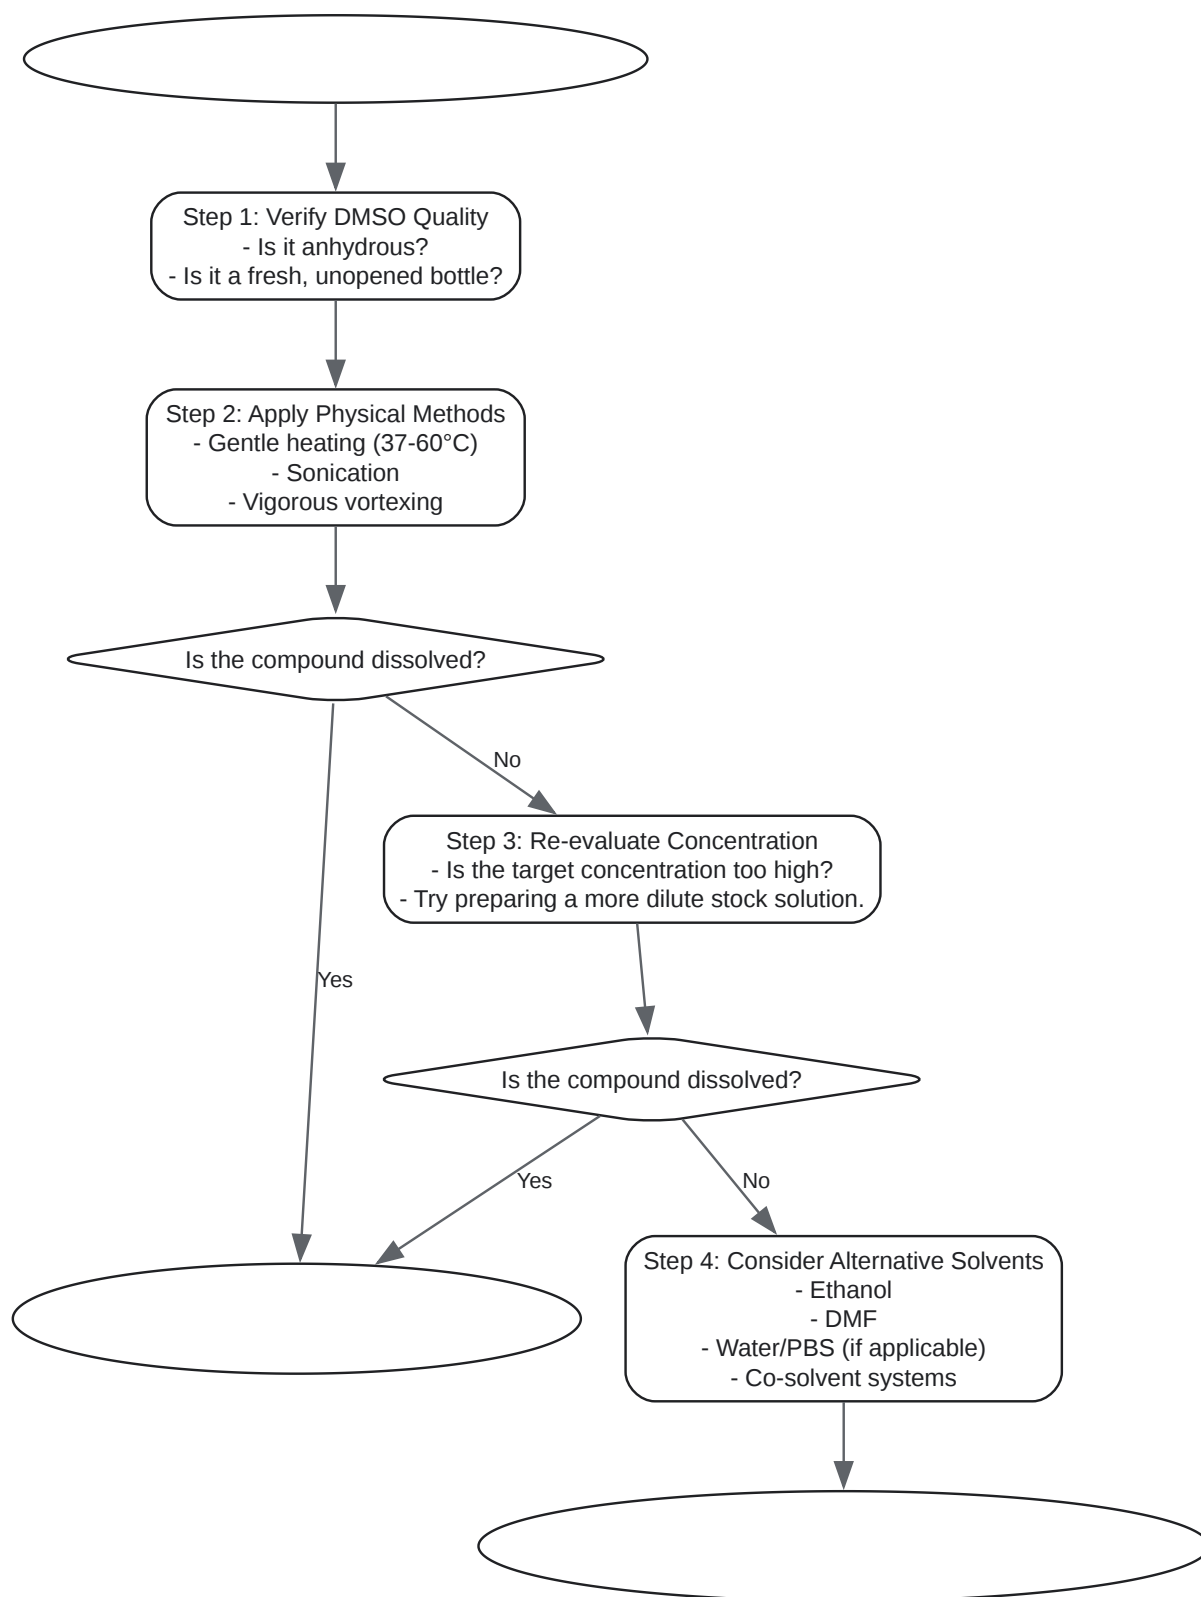 Step 1: Verify DMSO Quality
- Is it anhydrous?
- Is it a fresh, unopened bottle?
Step 2: Apply Physical Methods
- Gentle heating (37-60°C)
- Sonication
- Vigorous vortexing
Is the compound dissolved?
No
Step 3: Re-evaluate Concentration
- Is the target concentration too high?
- Try preparing a more dilute stock solution.
Yes
Is the compound dissolved?
Yes
No
Step 4: Consider Alternative Solvents
- Ethanol
- DMF
- Water/PBS (if applicable)
- Co-solvent systems